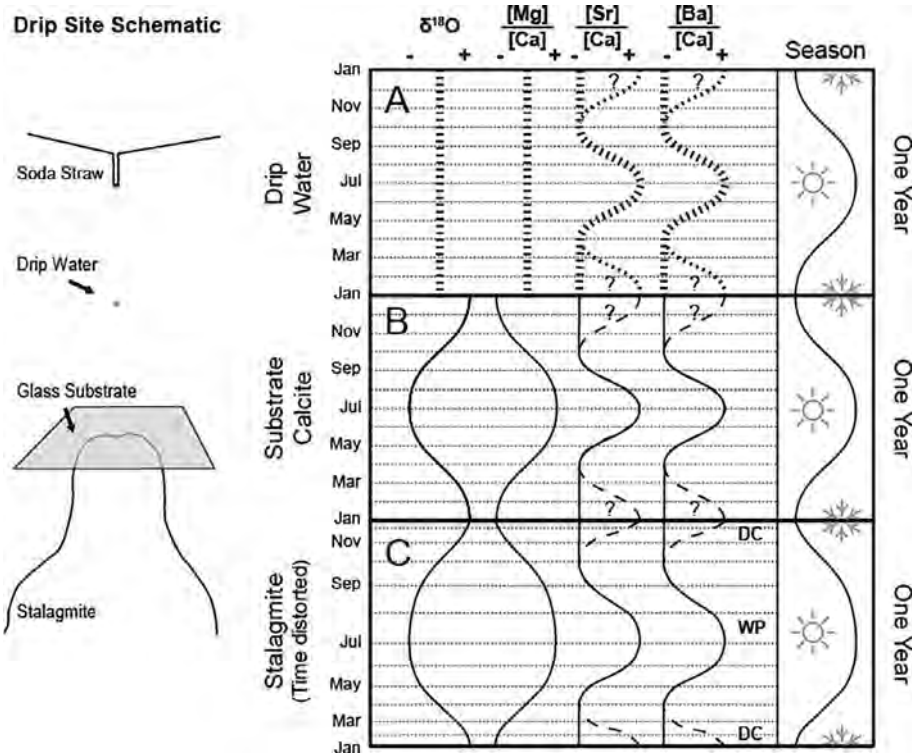 Drip Site Schematic
δ¹⁸O
[Mg]
[Ca]
[Sr]
[Ca]
[Ba]
[Ca]
Season
- +
- +
- +
- +
Soda Straw
Drip Water
Glass Substrate
Stalagmite
Drip
Water
A
Jan
Nov
Sep
Jul
May
Mar
Jan
?
?
?
?
One Year
Substrate
Calcite
B
Nov
Sep
Jul
May
Mar
Jan
?
?
?
?
One Year
Stalagmite
(Time distorted)
C
Nov
Sep
Jul
May
Mar
Jan
DC
WP
DC
One Year